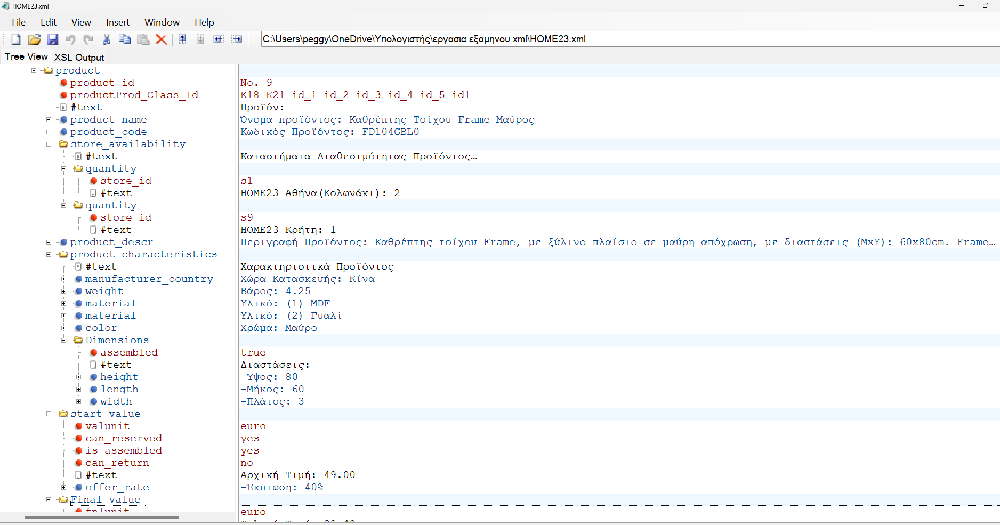 HOME23.xml
File Edit View Insert Window Help
C:\Users\peggy\OneDrive\Υπολογιστής\εργασια εξαμηνου xml\HOME23.xml
Tree View XSL Output
product
product_id No. 9
productProd_Class_Id K18 K21 id_1 id_2 id_3 id_4 id_5 id1
#text Προϊόν:
product_name Όνομα προϊόντος: Καθρέπτης Τοίχου Frame Μαύρος
product_code Κωδικός Προϊόντος: FD104GBL0
store_availability
#text Καταστήματα Διαθεσιμότητας Προϊόντος…
quantity
store_id s1
#text HOME23-Αθήνα(Κολωνάκι): 2
quantity
store_id s9
#text HOME23-Κρήτη: 1
product_descr Περιγραφή Προϊόντος: Καθρέπτης τοίχου Frame, με ξύλινο πλαίσιο σε μαύρη απόχρωση, με διαστάσεις (ΜxΥ): 60x80cm. Frame…
product_characteristics
#text Χαρακτηριστικά Προϊόντος
manufacturer_country Χώρα Κατασκευής: Κίνα
weight Βάρος: 4.25
material Υλικό: (1) MDF
material Υλικό: (2) Γυαλί
color Χρώμα: Μαύρο
Dimensions
assembled true
#text Διαστάσεις:
height -Ύψος: 80
length -Μήκος: 60
width -Πλάτος: 3
start_value
valunit euro
can_reserved yes
is_assembled yes
can_return no
#text Αρχική Τιμή: 49.00
offer_rate -Έκπτωση: 40%
Final_value
euro